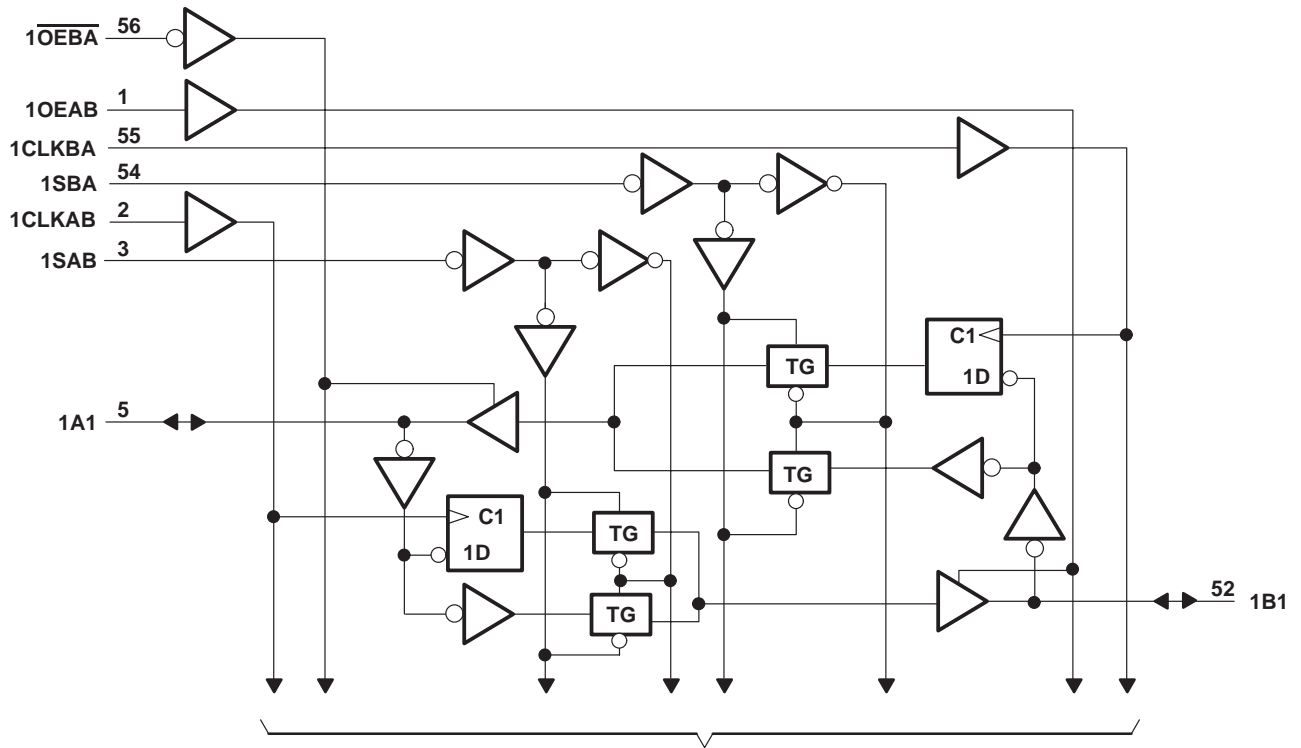 1O̅E̅B̅A̅ 56
1OEAB 1
1CLKBA 55
1SBA 54
1CLKAB 2
1SAB 3
TG
C1
1D
1A1 5
TG
C1
1D
TG
TG
52 1B1